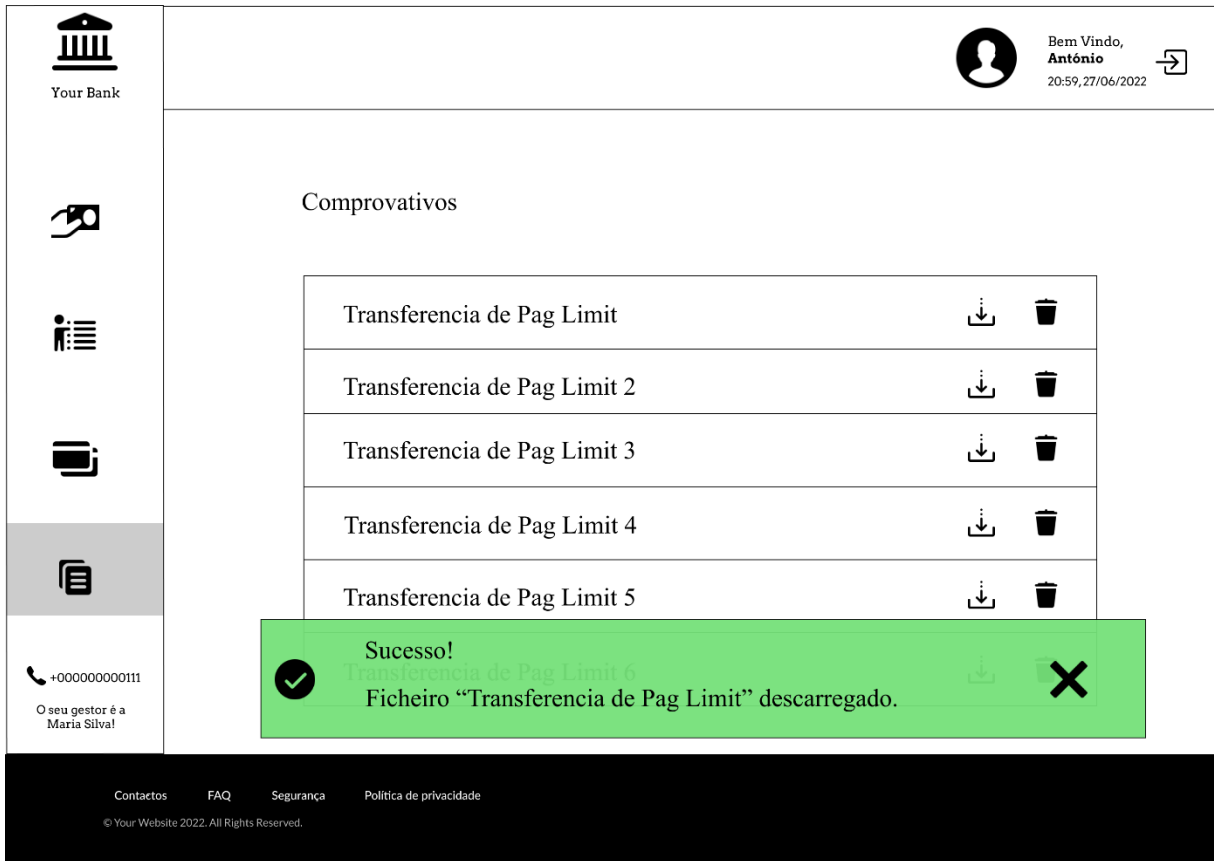 Your Bank
Bem Vindo,
António
20:59, 27/06/2022
Comprovativos
Transferencia de Pag Limit
Transferencia de Pag Limit 2
Transferencia de Pag Limit 3
Transferencia de Pag Limit 4
Transferencia de Pag Limit 5
Transferencia de Pag Limit 6
Sucesso!
Ficheiro “Transferencia de Pag Limit” descarregado.
+000000000111
O seu gestor é a
Maria Silva!
Contactos FAQ Segurança Política de privacidade
© Your Website 2022. All Rights Reserved.